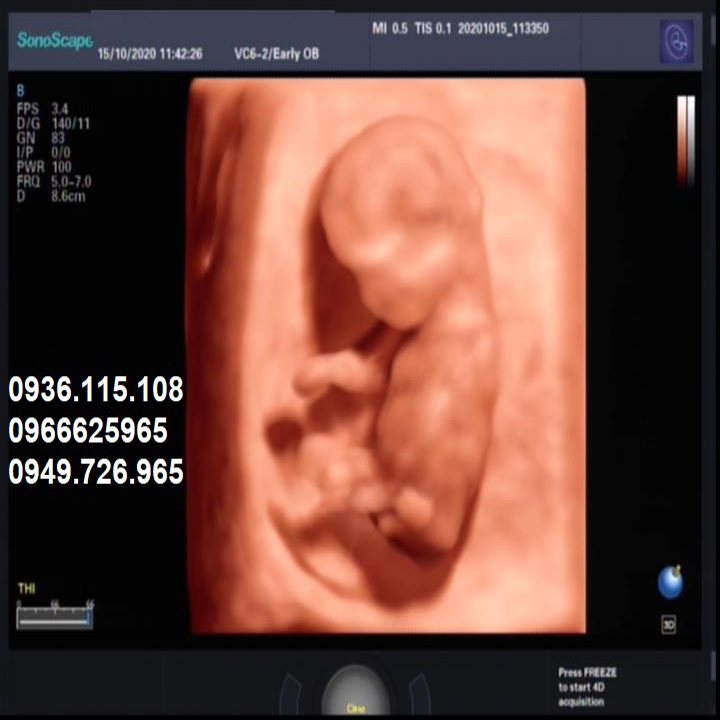 SonoScape
15/10/2020 11:42:26 VC6-2/Early OB
MI 0.5 TIS 0.1 20201015_113350
B
FPS 3.4
D/G 140/11
GN 83
I/P 0/0
PWR 100
FRQ 5.0-7.0
D 8.6cm
0936.115.108
0966625965
0949.726.965
THI
3D
Press FREEZE
to start 4D
acquisition
Cine